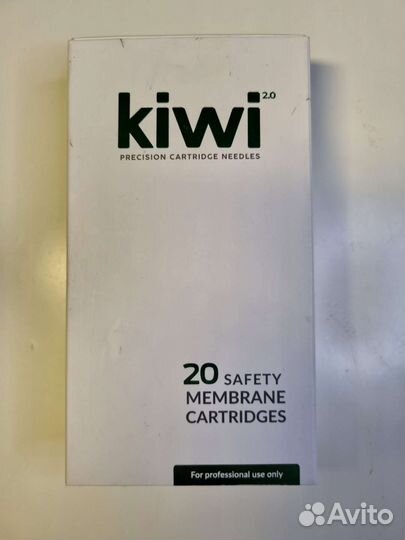 kiwi 2.0
PRECISION CARTRIDGE NEEDLES
20 SAFETY
MEMBRANE
CARTRIDGES
For professional use only
Avito